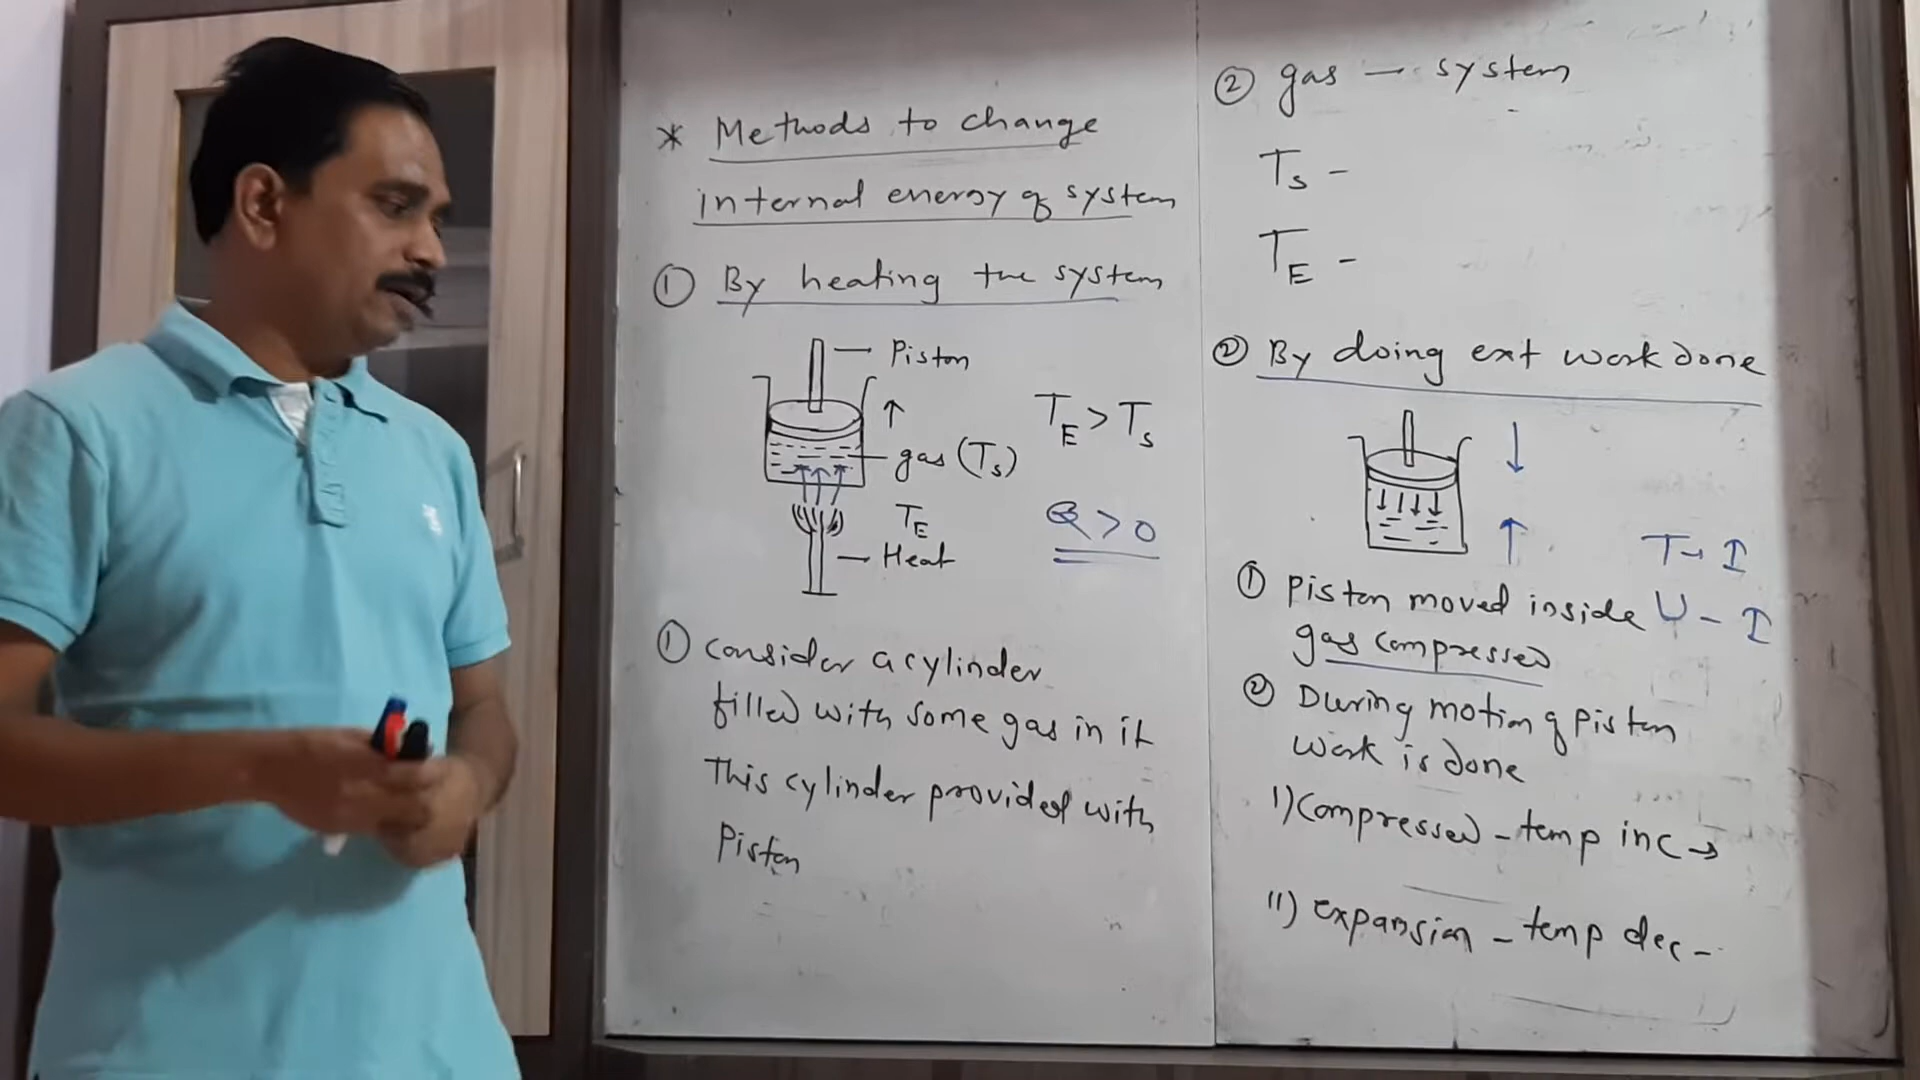 * Methods to change
internal energy of system
① By heating the system
Piston
gas (Ts)
TE
Heat
TE > Ts
Q > 0
① Consider a cylinder
filled with some gas in it
This cylinder provided with
Piston
② gas - system
Ts -
TE -
② By doing ext work done
T - I
① Piston moved inside U - I
gas compressed
② During motion of Piston
work is done
I) Compressed - temp inc →
II) expansion - temp dec -